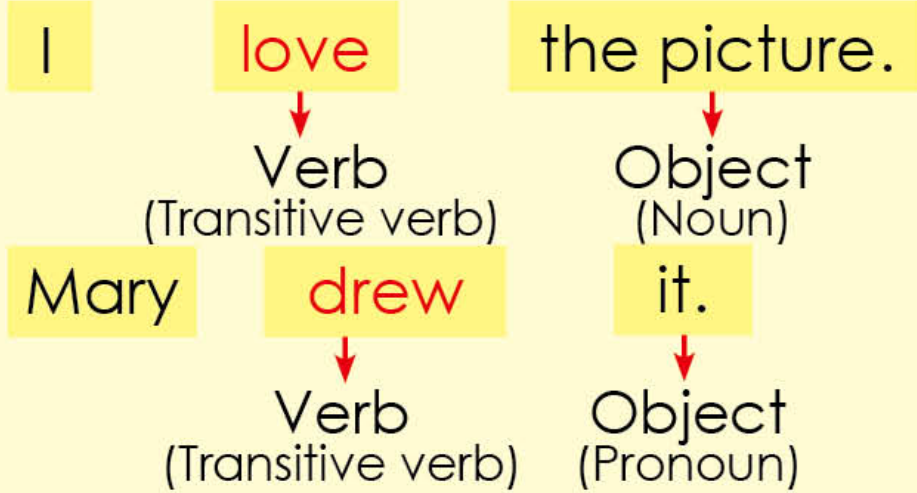 I love the picture.
Verb Object
(Transitive verb) (Noun)
Mary drew it.
Verb Object
(Transitive verb) (Pronoun)